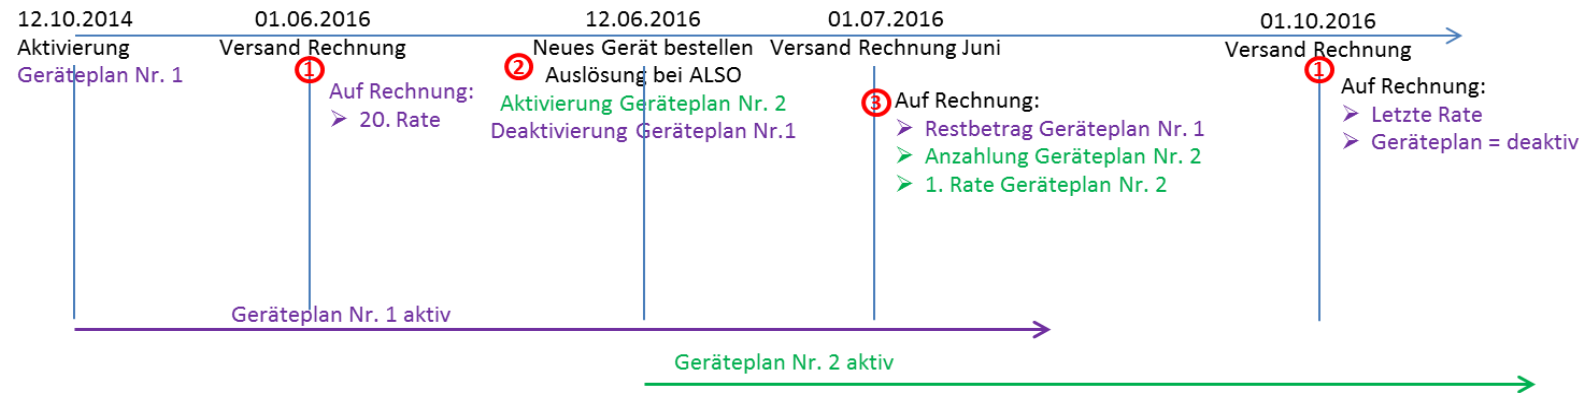 12.10.2014
Aktivierung
Geräteplan Nr. 1
01.06.2016
Versand Rechnung
1
Auf Rechnung:
➢ 20. Rate
12.06.2016
Neues Gerät bestellen
2
Auslösung bei ALSO
Aktivierung Geräteplan Nr. 2
Deaktivierung Geräteplan Nr.1
01.07.2016
Versand Rechnung Juni
3
Auf Rechnung:
➢ Restbetrag Geräteplan Nr. 1
➢ Anzahlung Geräteplan Nr. 2
➢ 1. Rate Geräteplan Nr. 2
01.10.2016
Versand Rechnung
1
Auf Rechnung:
➢ Letzte Rate
➢ Geräteplan = deaktiv
Geräteplan Nr. 1 aktiv
Geräteplan Nr. 2 aktiv